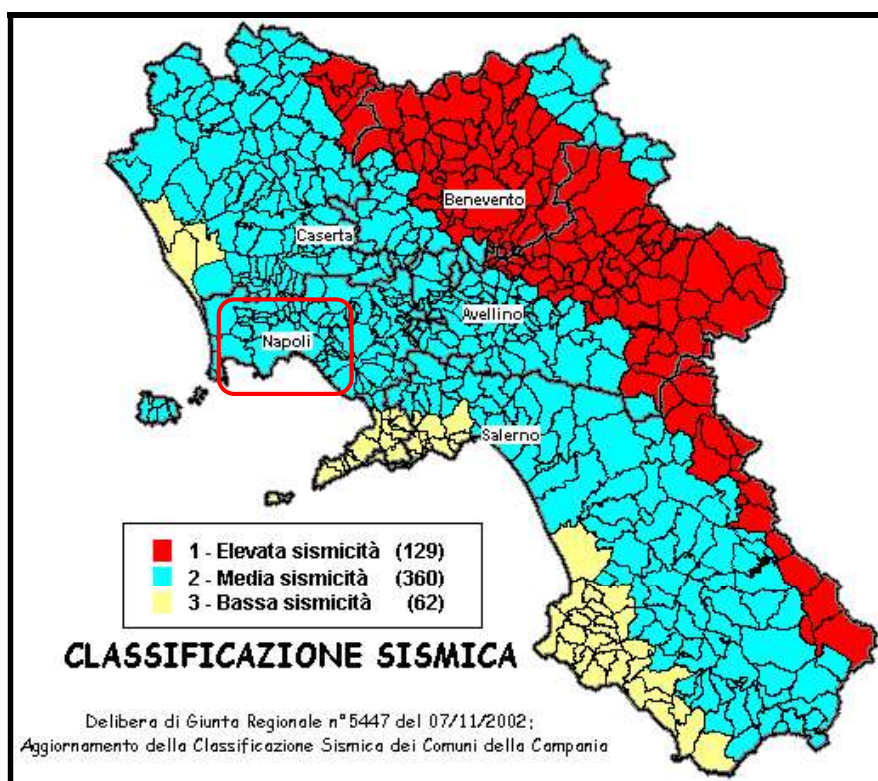 Benevento
Caserta
Avellino
Napoli
Salerno
1 - Elevata sismicità (129)
2 - Media sismicità (360)
3 - Bassa sismicità (62)
CLASSIFICAZIONE SISMICA
Delibera di Giunta Regionale n°5447 del 07/11/2002;
Aggiornamento della Classificazione Sismica dei Comuni della Campania